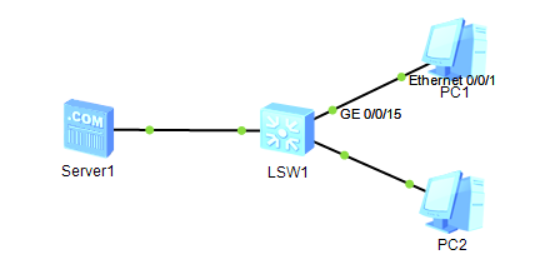 .COM
Server1
LSW1
GE 0/0/15
Ethernet 0/0/1
PC1
PC2